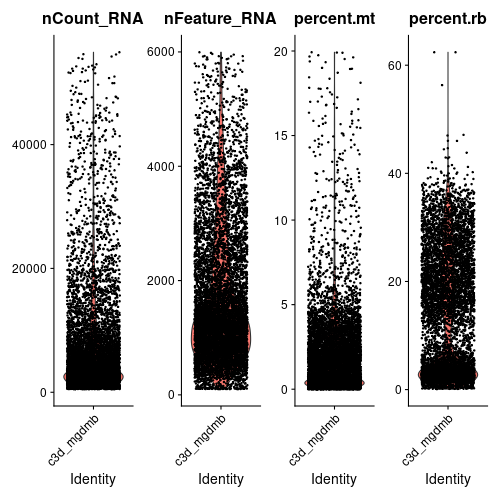 nCount_RNA
0
20000
40000
c3d_mgdmb
Identity
nFeature_RNA
0
2000
4000
6000
c3d_mgdmb
Identity
percent.mt
0
5
10
15
20
c3d_mgdmb
Identity
percent.rb
0
20
40
60
c3d_mgdmb
Identity